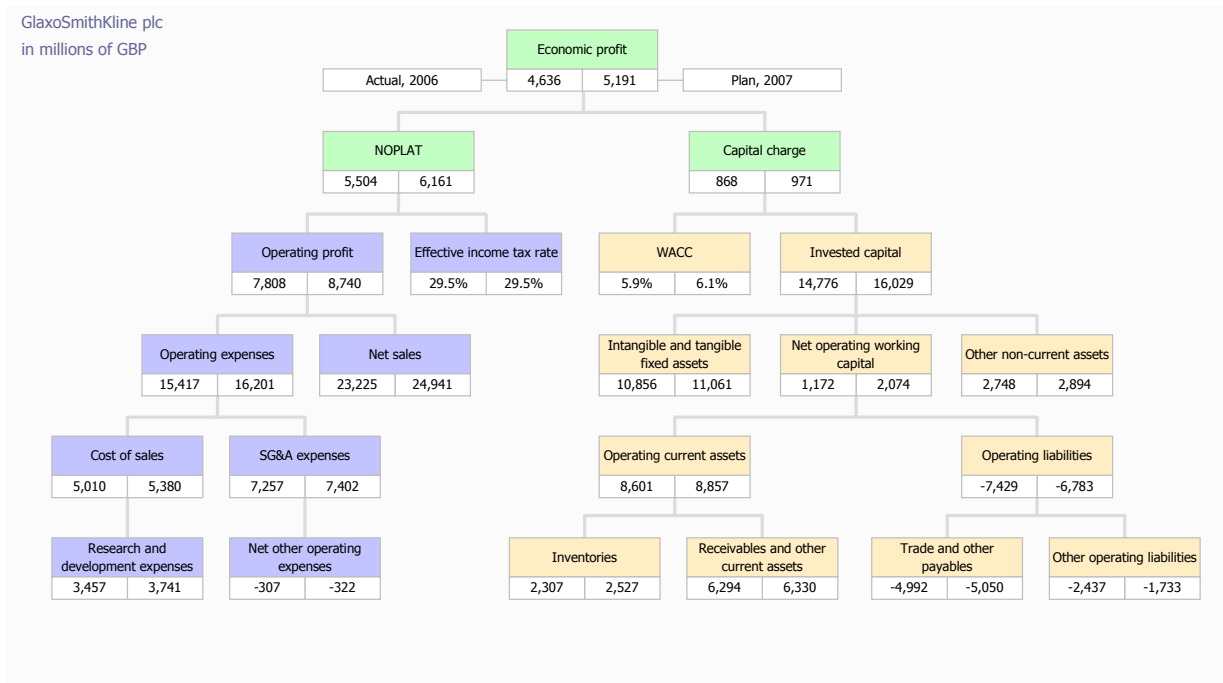 GlaxoSmithKline plc
in millions of GBP
Economic profit
Actual, 2006
4,636 5,191
Plan, 2007
NOPLAT
5,504 6,161
Capital charge
868 971
Operating profit
7,808 8,740
Effective income tax rate
29.5% 29.5%
WACC
5.9% 6.1%
Invested capital
14,776 16,029
Operating expenses
15,417 16,201
Net sales
23,225 24,941
Intangible and tangible
fixed assets
10,856 11,061
Net operating working
capital
1,172 2,074
Other non-current assets
2,748 2,894
Cost of sales
5,010 5,380
SG&A expenses
7,257 7,402
Operating current assets
8,601 8,857
Operating liabilities
-7,429 -6,783
Research and
development expenses
3,457 3,741
Net other operating
expenses
-307 -322
Inventories
2,307 2,527
Receivables and other
current assets
6,294 6,330
Trade and other
payables
-4,992 -5,050
Other operating liabilities
-2,437 -1,733